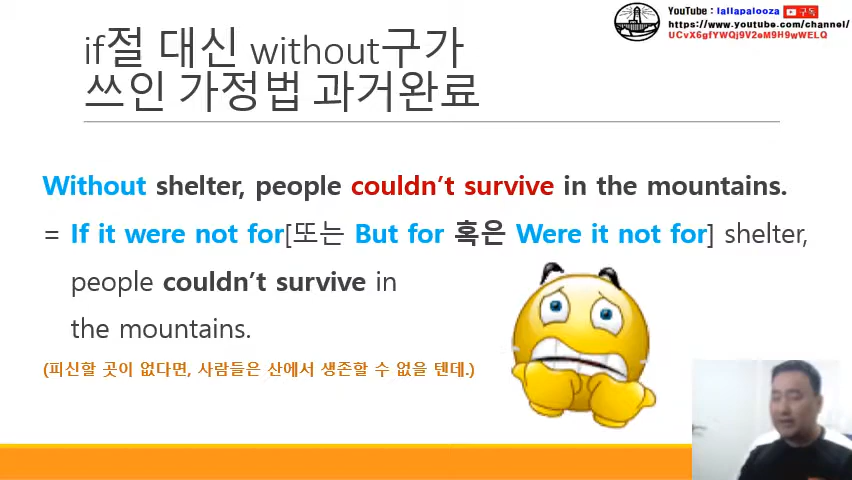 YouTube : lallapalooza 구독
https://www.youtube.com/channel/
UCvX6gfYWQj9V2eM9H9wWELQ
if절 대신 without구가
쓰인 가정법 과거완료
Without shelter, people couldn’t survive in the mountains.
= If it were not for[또는 But for 혹은 Were it not for] shelter,
people couldn’t survive in
the mountains.
(피신할 곳이 없다면, 사람들은 산에서 생존할 수 없을 텐데.)